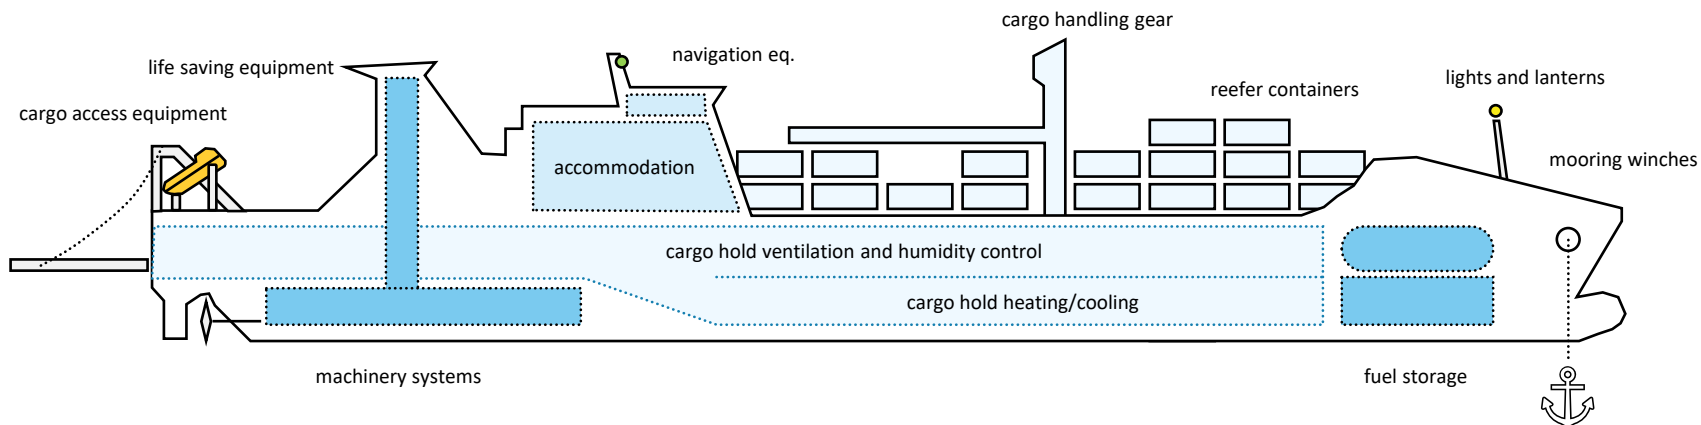 cargo handling gear
life saving equipment
navigation eq.
lights and lanterns
cargo access equipment
reefer containers
mooring winches
accommodation
cargo hold ventilation and humidity control
cargo hold heating/cooling
machinery systems
fuel storage